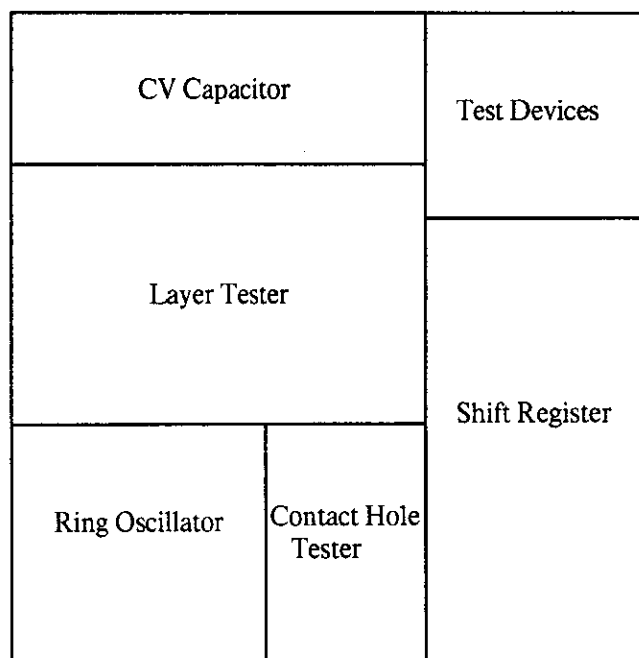 CV Capacitor
Test Devices
Layer Tester
Shift Register
Ring Oscillator
Contact Hole
Tester